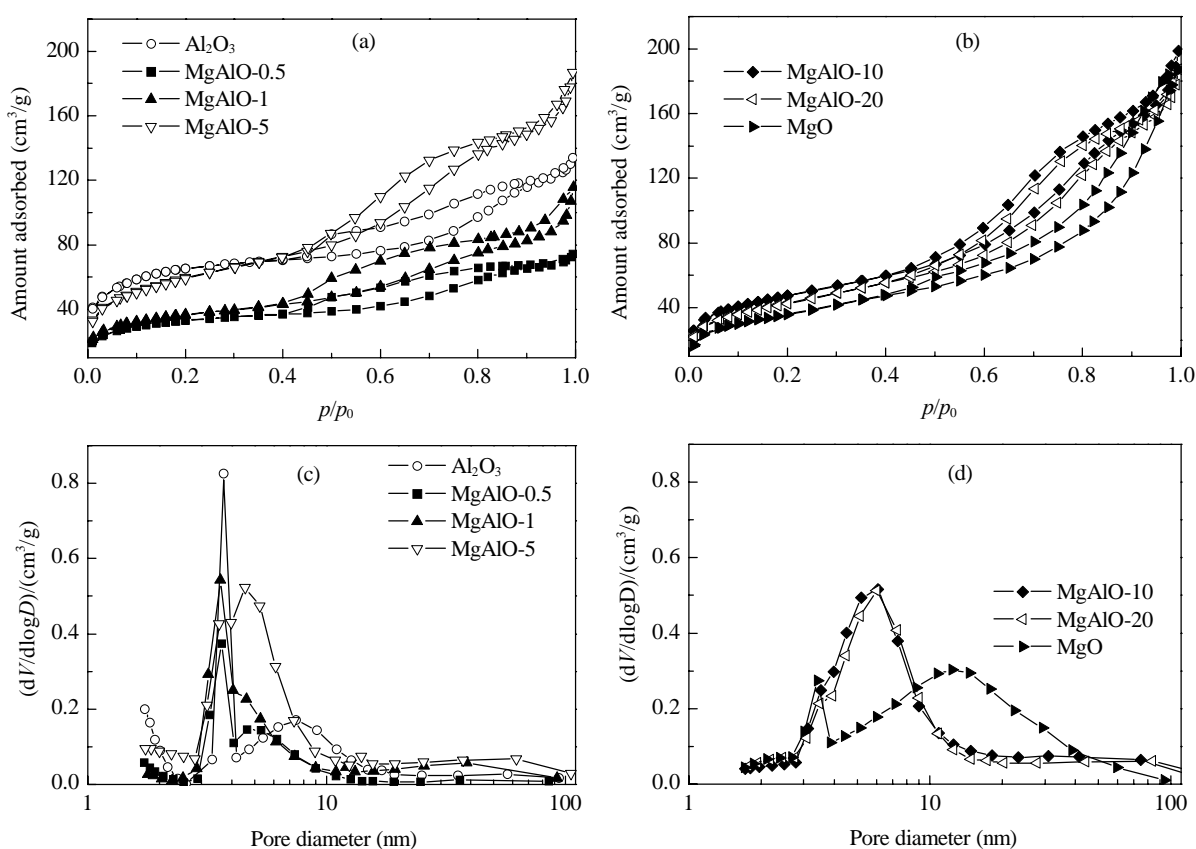 (a)
Al₂O₃
MgAlO-0.5
MgAlO-1
MgAlO-5
200
160
120
80
40
0.0 0.2 0.4 0.6 0.8 1.0
p/p₀
Amount adsorbed (cm³/g)
(b)
MgAlO-10
MgAlO-20
MgO
200
160
120
80
40
0.0 0.2 0.4 0.6 0.8 1.0
p/p₀
Amount adsorbed (cm³/g)
(c)
Al₂O₃
MgAlO-0.5
MgAlO-1
MgAlO-5
0.8
0.6
0.4
0.2
0.0
1 10 100
Pore diameter (nm)
(dV/dlogD)/(cm³/g)
(d)
MgAlO-10
MgAlO-20
MgO
0.8
0.6
0.4
0.2
0.0
1 10 100
Pore diameter (nm)
(dV/dlogD)/(cm³/g)